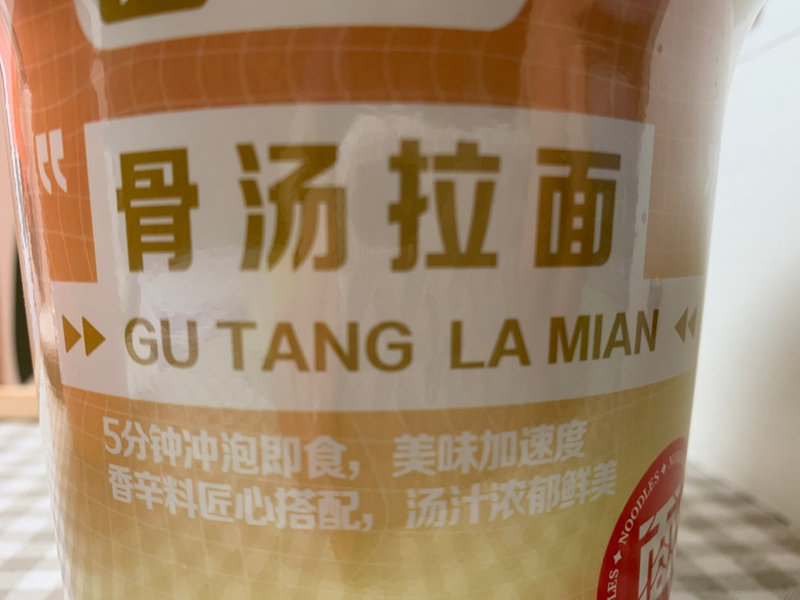 骨汤拉面
GU TANG LA MIAN
5分钟冲泡即食，美味加速度
香辛料匠心搭配，汤汁浓郁鲜美
NOODLES